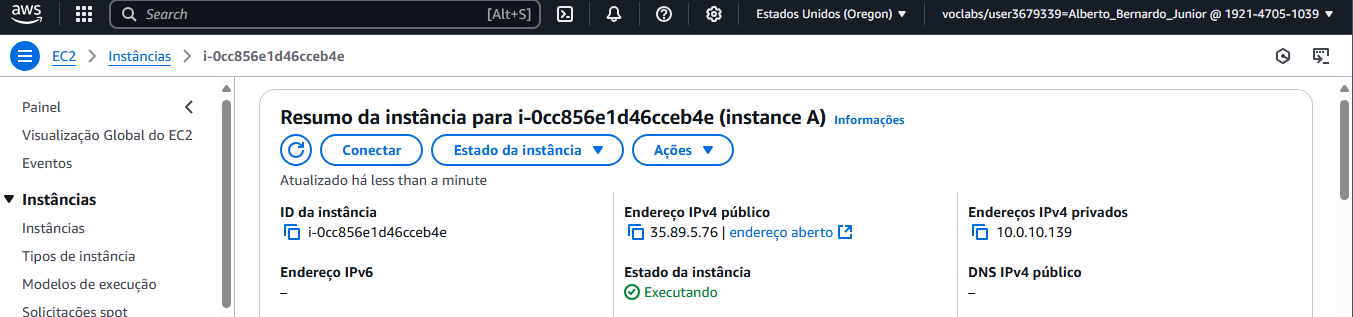 aws Search [Alt+S] Estados Unidos (Oregon) voclabs/user3679339=Alberto_Bernardo_Junior @ 1921-4705-1039
EC2 > Instâncias > i-0cc856e1d46cceb4e
Painel
Visualização Global do EC2
Eventos
Instâncias
Instâncias
Tipos de instância
Modelos de execução
Solicitações spot
Resumo da instância para i-0cc856e1d46cceb4e (instance A) Informações
Conectar Estado da instância Ações
Atualizado há less than a minute
ID da instância
i-0cc856e1d46cceb4e
Endereço IPv6
–
Endereço IPv4 público
35.89.5.76 | endereço aberto
Estado da instância
Executando
Endereços IPv4 privados
10.0.10.139
DNS IPv4 público
–